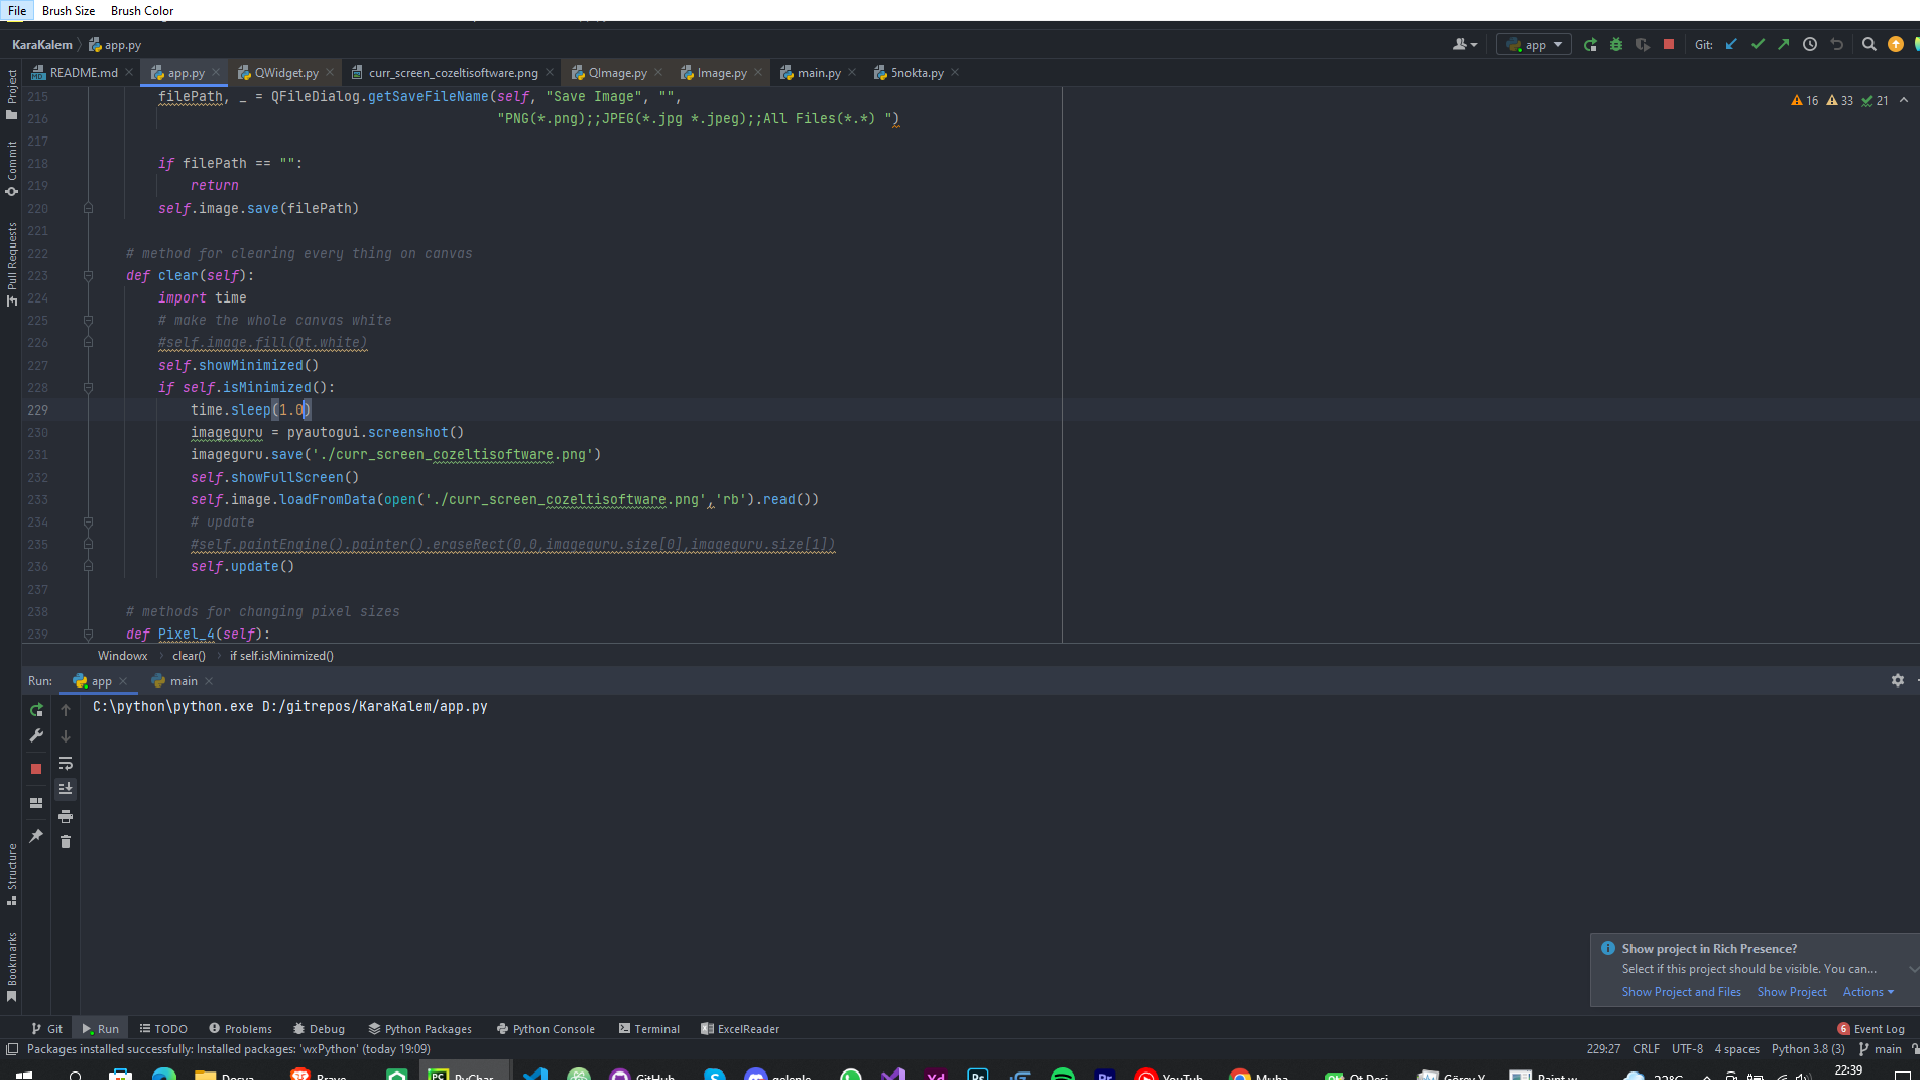 File Brush Size Brush Color
KaraKalem app.py
app Git:
README.md app.py QWidget.py curr_screen_cozeltisoftware.png QImage.py Image.py main.py 5nokta.py
Project
Commit
Pull Requests
16 33 21
215 filePath, _ = QFileDialog.getSaveFileName(self, "Save Image", "",
216 "PNG(*.png);;JPEG(*.jpg *.jpeg);;All Files(*.*) ")
217
218 if filePath == "":
219 return
220 self.image.save(filePath)
221
222 # method for clearing every thing on canvas
223 def clear(self):
224 import time
225 # make the whole canvas white
226 #self.image.fill(Qt.white)
227 self.showMinimized()
228 if self.isMinimized():
229 time.sleep(1.0)
230 imageguru = pyautogui.screenshot()
231 imageguru.save('./curr_screen_cozeltisoftware.png')
232 self.showFullScreen()
233 self.image.loadFromData(open('./curr_screen_cozeltisoftware.png','rb').read())
234 # update
235 #self.paintEngine().painter().eraseRect(0,0,imageguru.size[0],imageguru.size[1])
236 self.update()
237
238 # methods for changing pixel sizes
239 def Pixel_4(self):
Windowx clear() if self.isMinimized()
Run: app main
C:\python\python.exe D:/gitrepos/KaraKalem/app.py
Structure
Bookmarks
Show project in Rich Presence?
Select if this project should be visible. You can...
Show Project and Files Show Project Actions
Git Run TODO Problems Debug Python Packages Python Console Terminal ExcelReader 6 Event Log
Packages installed successfully: Installed packages: 'wxPython' (today 19:09) 229:27 CRLF UTF-8 4 spaces Python 3.8 (3) main
Dosya Brave PyChar GitHub YouTub Muha Qt Desi Görev Y Paint w 22°C 22:39